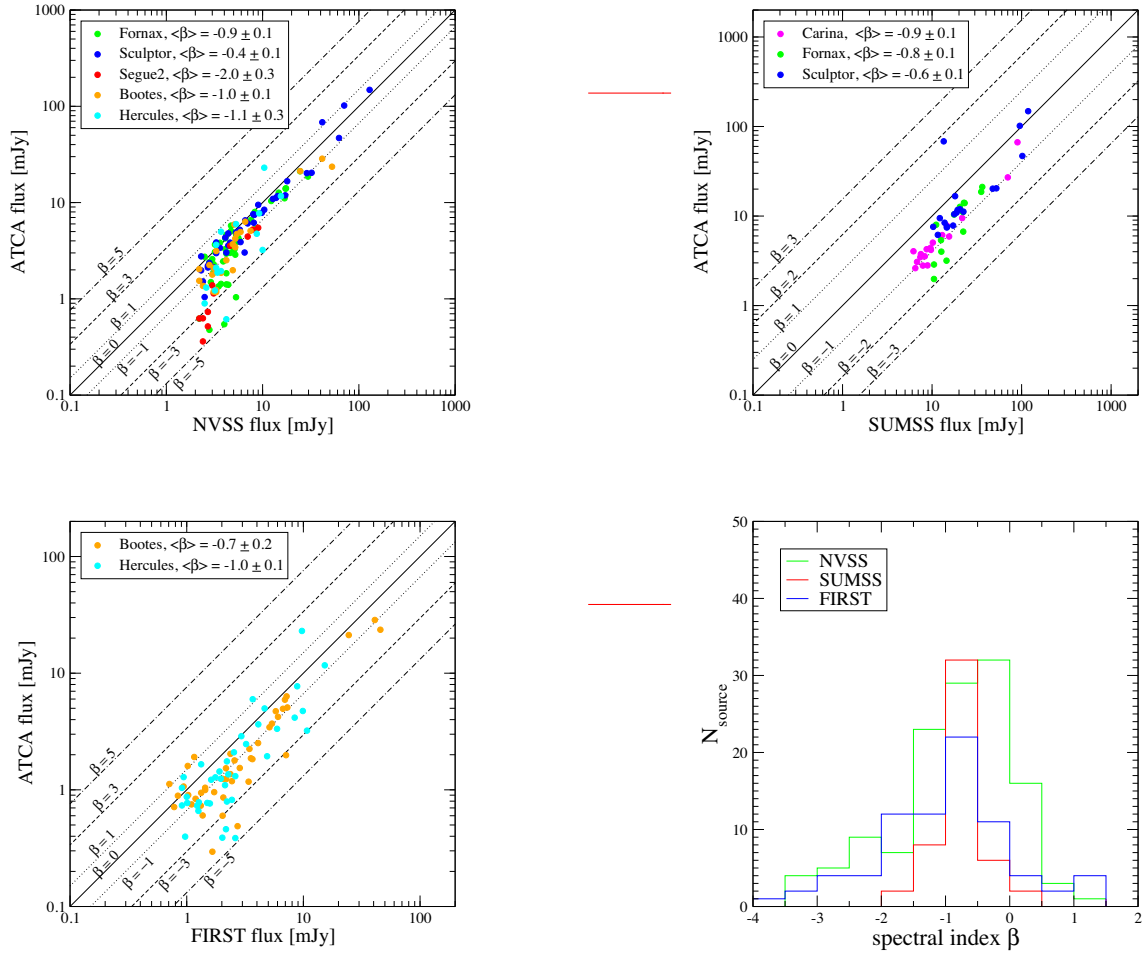 Fornax, <β> = -0.9 ± 0.1
Sculptor, <β> = -0.4 ± 0.1
Segue2, <β> = -2.0 ± 0.3
Bootes, <β> = -1.0 ± 0.1
Hercules, <β> = -1.1 ± 0.3
1000
100
10
1
0.1
ATCA flux [mJy]
β = 5
β = 3
β = 1
β = 0
β = −1
β = −3
β = −5
0.1 1 10 100 1000
NVSS flux [mJy]
Carina, <β> = -0.9 ± 0.1
Fornax, <β> = -0.8 ± 0.1
Sculptor, <β> = -0.6 ± 0.1
1000
100
10
1
0.1
ATCA flux [mJy]
β = 3
β = 2
β = 1
β = 0
β = −1
β = −2
β = −3
0.1 1 10 100 1000
SUMSS flux [mJy]
Bootes, <β> = -0.7 ± 0.2
Hercules, <β> = -1.0 ± 0.1
100
10
1
0.1
ATCA flux [mJy]
β = 5
β = 3
β = 1
β = 0
β = −1
β = −3
β = −5
0.1 1 10 100
FIRST flux [mJy]
NVSS
SUMSS
FIRST
50
40
30
20
10
0
N_source
-4 -3 -2 -1 0 1 2
spectral index β